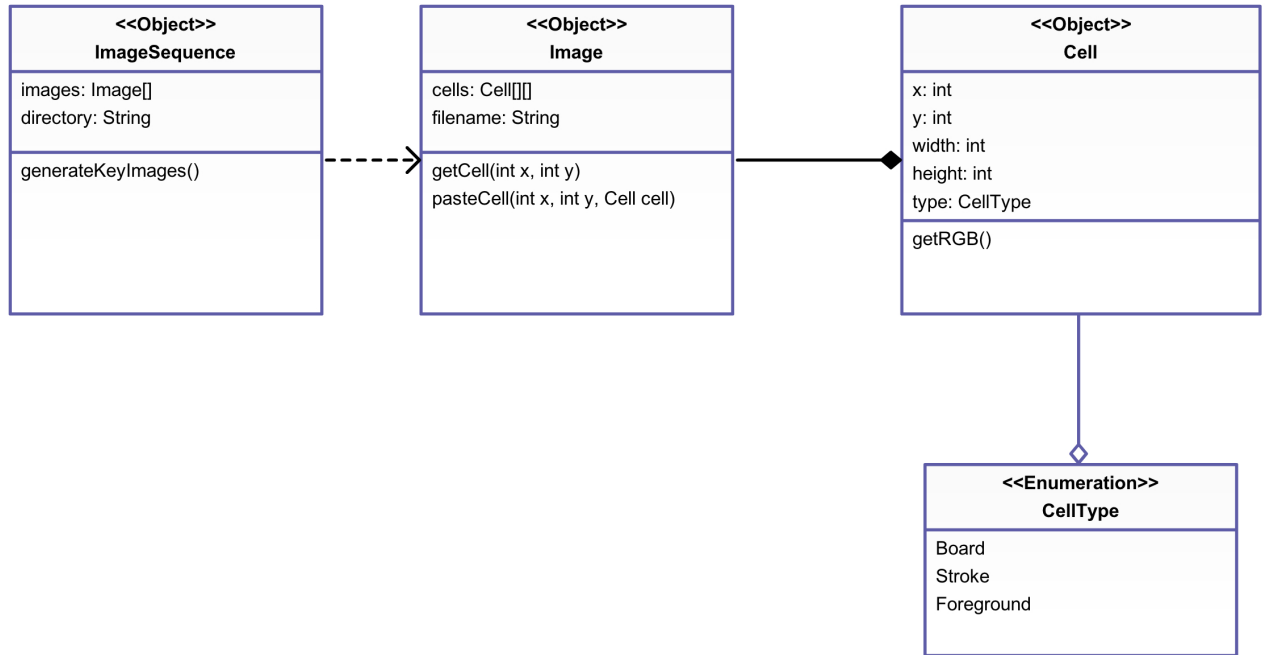 <<Object>>
ImageSequence
images: Image[]
directory: String
generateKeyImages()
<<Object>>
Image
cells: Cell[][]
filename: String
getCell(int x, int y)
pasteCell(int x, int y, Cell cell)
<<Object>>
Cell
x: int
y: int
width: int
height: int
type: CellType
getRGB()
<<Enumeration>>
CellType
Board
Stroke
Foreground